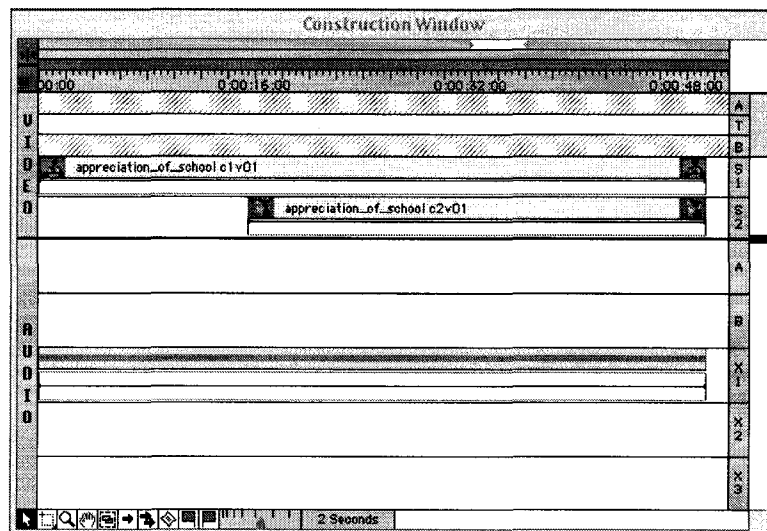 Construction Window
00:00 0:00:16:00 0:00:32:00 0:00:48:00
VIDEO
A
T
B
appreciation_of_school c1v01
S1
appreciation_of_school c2v01
S2
AUDIO
A
B
X1
X2
X3
2 Seconds